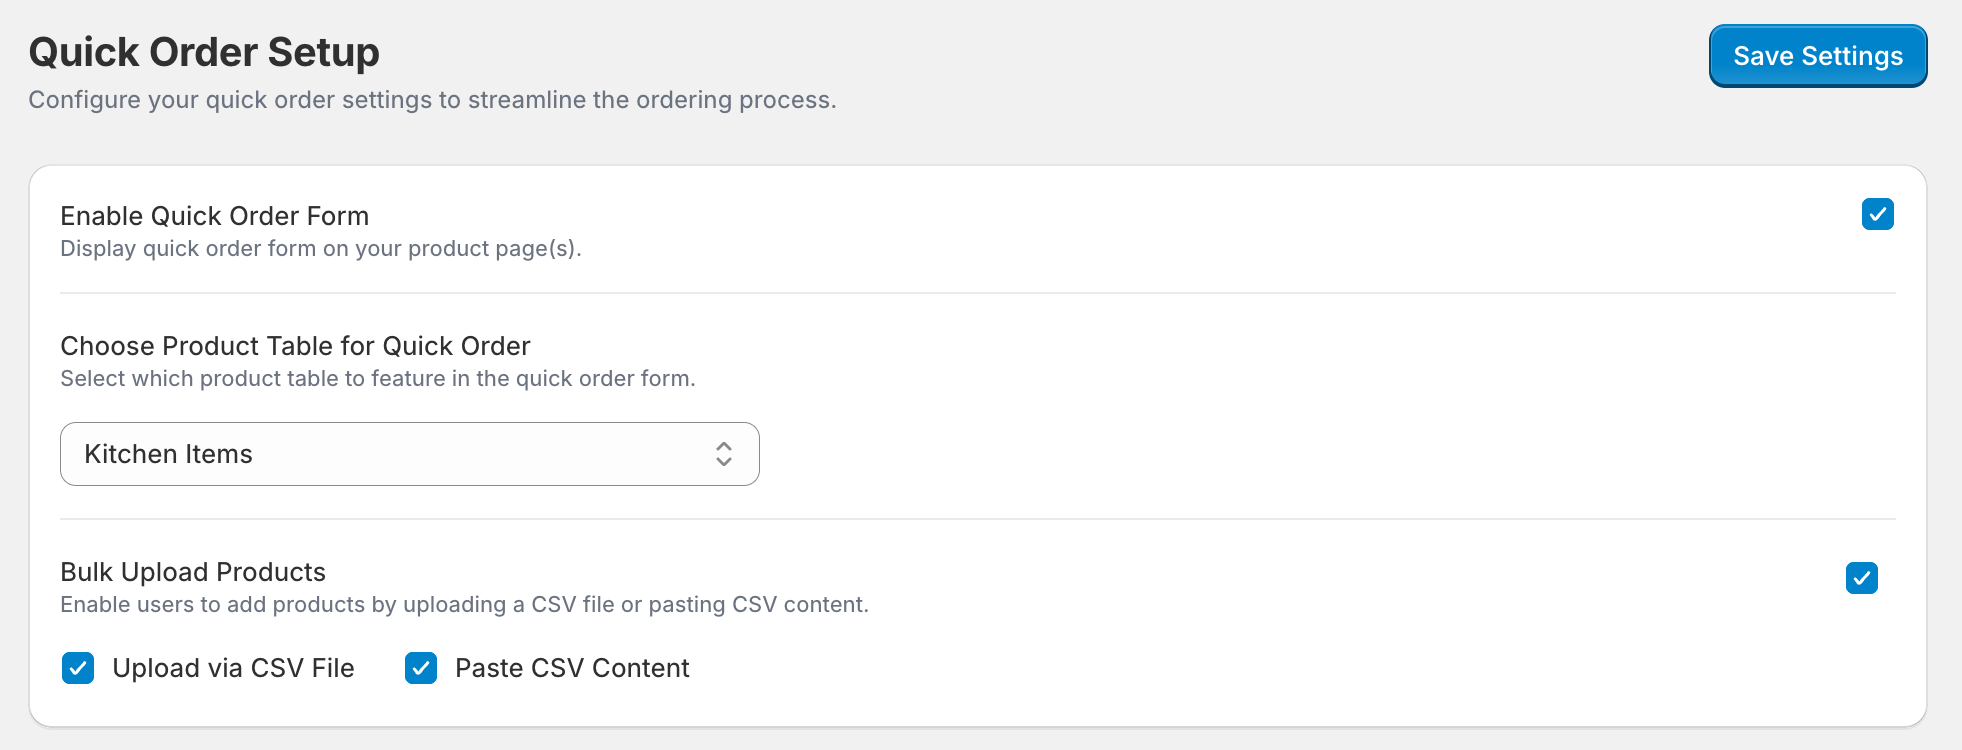 Quick Order Setup
Save Settings
Configure your quick order settings to streamline the ordering process.
Enable Quick Order Form
Display quick order form on your product page(s).
Choose Product Table for Quick Order
Select which product table to feature in the quick order form.
Kitchen Items
Bulk Upload Products
Enable users to add products by uploading a CSV file or pasting CSV content.
Upload via CSV File
Paste CSV Content